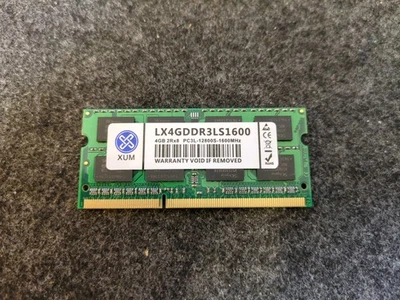 LX4GDDR3LS1600
4GB 2Rx8 PC3L-12800S-1600MHz
WARRANTY VOID IF REMOVED
XUM